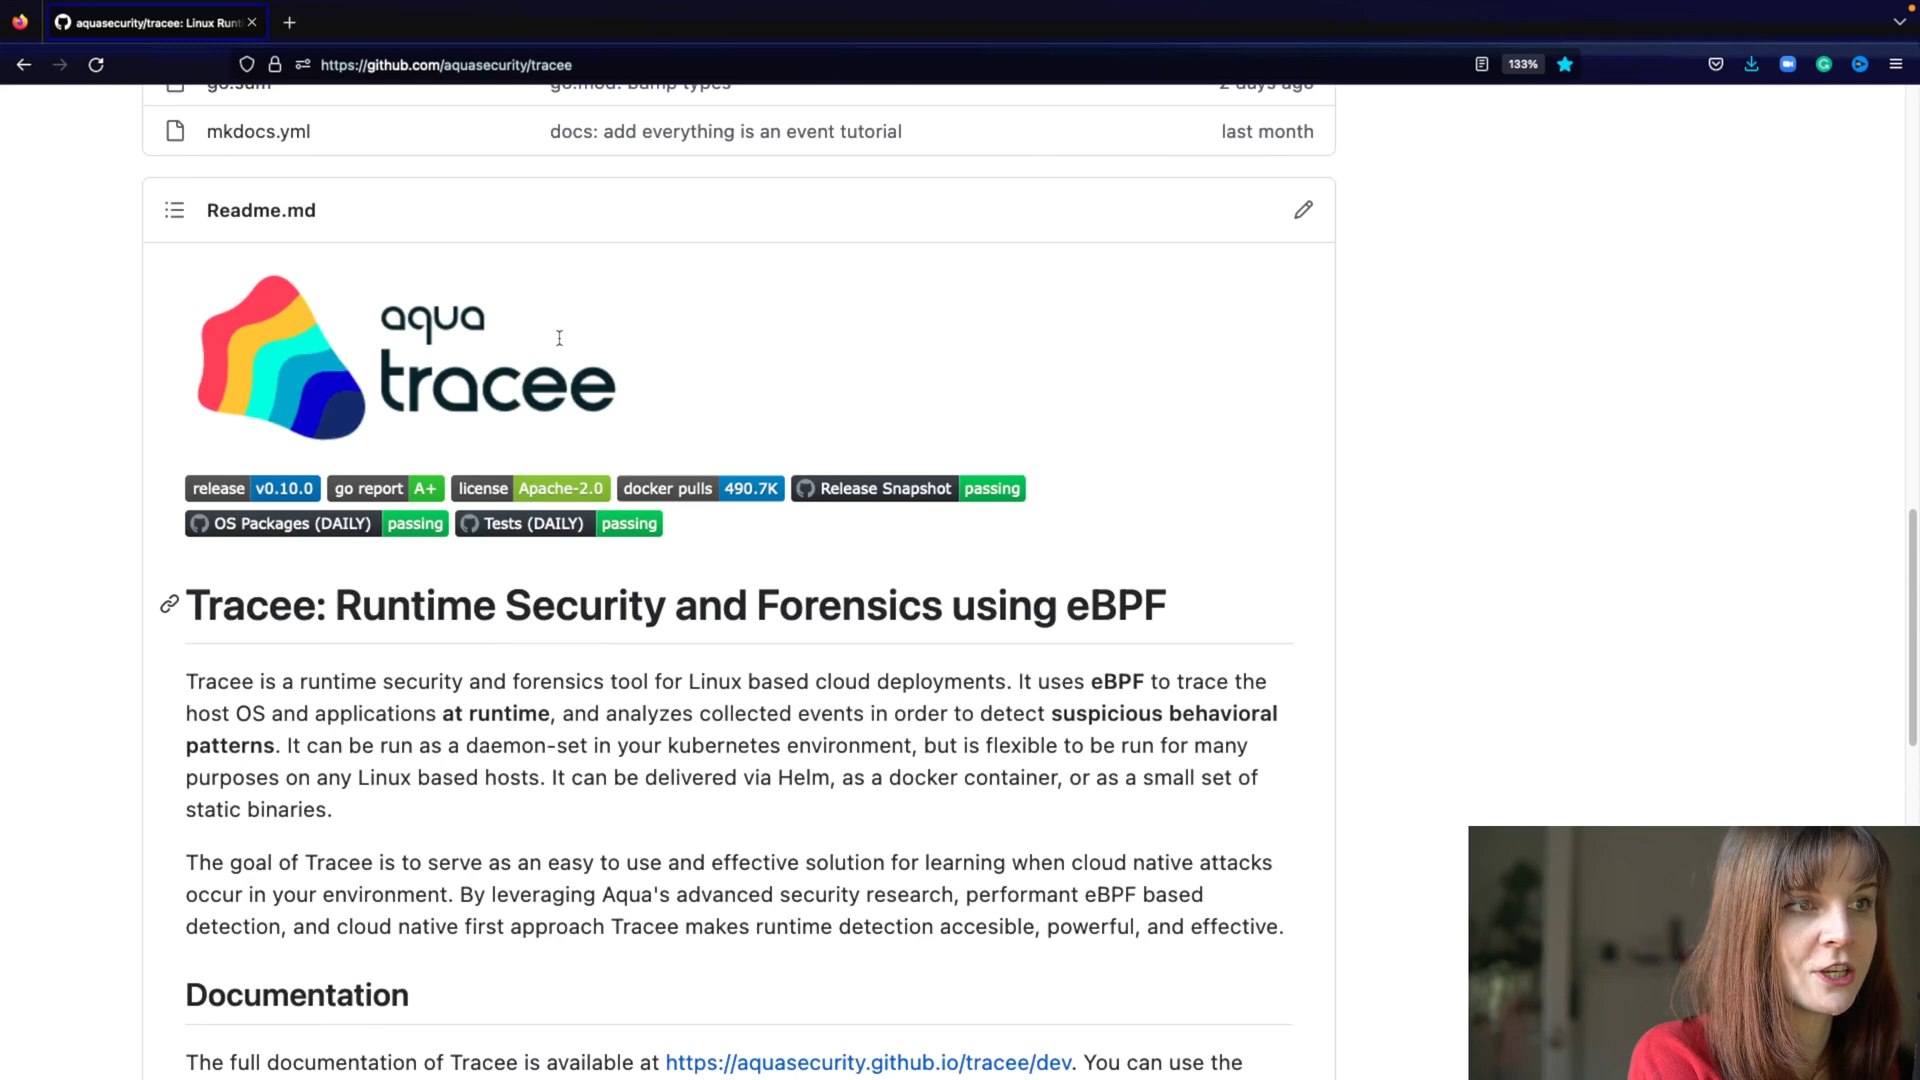 aquasecurity/tracee: Linux Runt
https://github.com/aquasecurity/tracee
133%
go.sum go.mod: bump types 2 days ago
mkdocs.yml docs: add everything is an event tutorial last month
Readme.md
aqua
tracee
release v0.10.0 go report A+ license Apache-2.0 docker pulls 490.7K Release Snapshot passing
OS Packages (DAILY) passing Tests (DAILY) passing
Tracee: Runtime Security and Forensics using eBPF
Tracee is a runtime security and forensics tool for Linux based cloud deployments. It uses eBPF to trace the
host OS and applications at runtime, and analyzes collected events in order to detect suspicious behavioral
patterns. It can be run as a daemon-set in your kubernetes environment, but is flexible to be run for many
purposes on any Linux based hosts. It can be delivered via Helm, as a docker container, or as a small set of
static binaries.
The goal of Tracee is to serve as an easy to use and effective solution for learning when cloud native attacks
occur in your environment. By leveraging Aqua's advanced security research, performant eBPF based
detection, and cloud native first approach Tracee makes runtime detection accesible, powerful, and effective.
Documentation
The full documentation of Tracee is available at https://aquasecurity.github.io/tracee/dev. You can use the